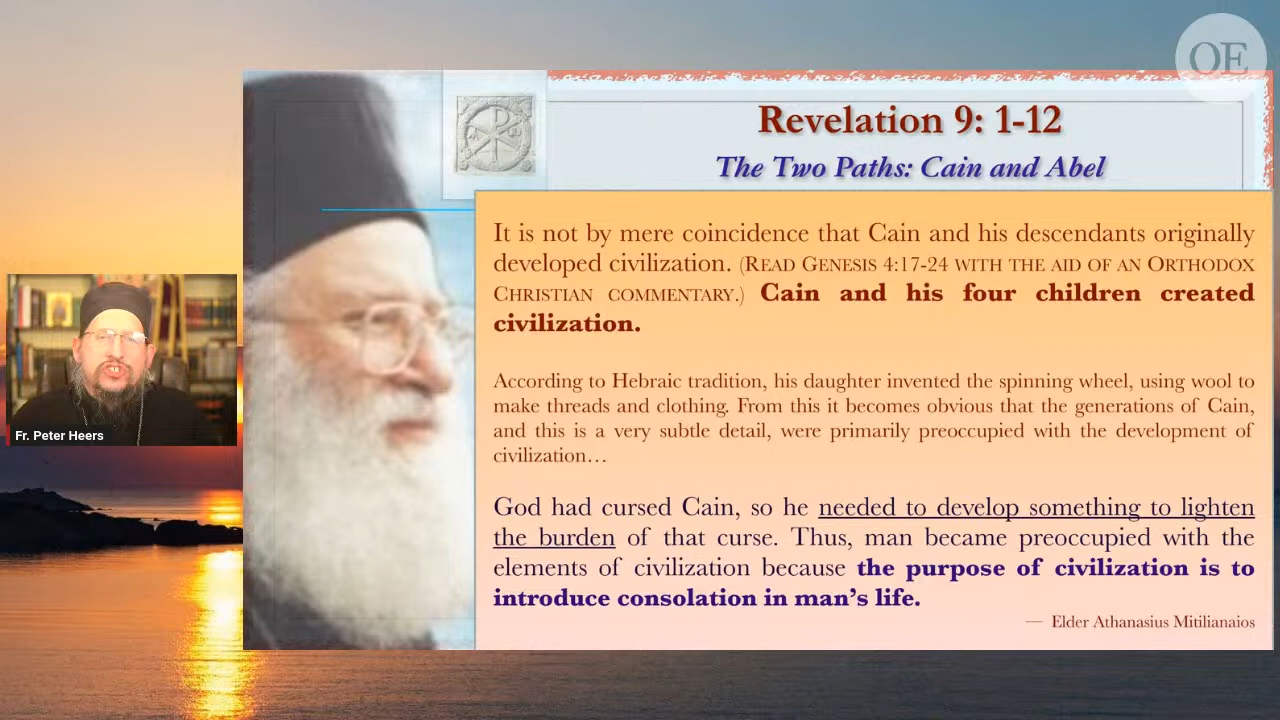 OE
Revelation 9: 1-12
The Two Paths: Cain and Abel
It is not by mere coincidence that Cain and his descendants originally
developed civilization. (READ GENESIS 4:17-24 WITH THE AID OF AN ORTHODOX
CHRISTIAN COMMENTARY.) Cain and his four children created
civilization.
According to Hebraic tradition, his daughter invented the spinning wheel, using wool to
make threads and clothing. From this it becomes obvious that the generations of Cain,
and this is a very subtle detail, were primarily preoccupied with the development of
civilization…
God had cursed Cain, so he needed to develop something to lighten
the burden of that curse. Thus, man became preoccupied with the
elements of civilization because the purpose of civilization is to
introduce consolation in man’s life.
— Elder Athanasius Mitilianaios
Fr. Peter Heers